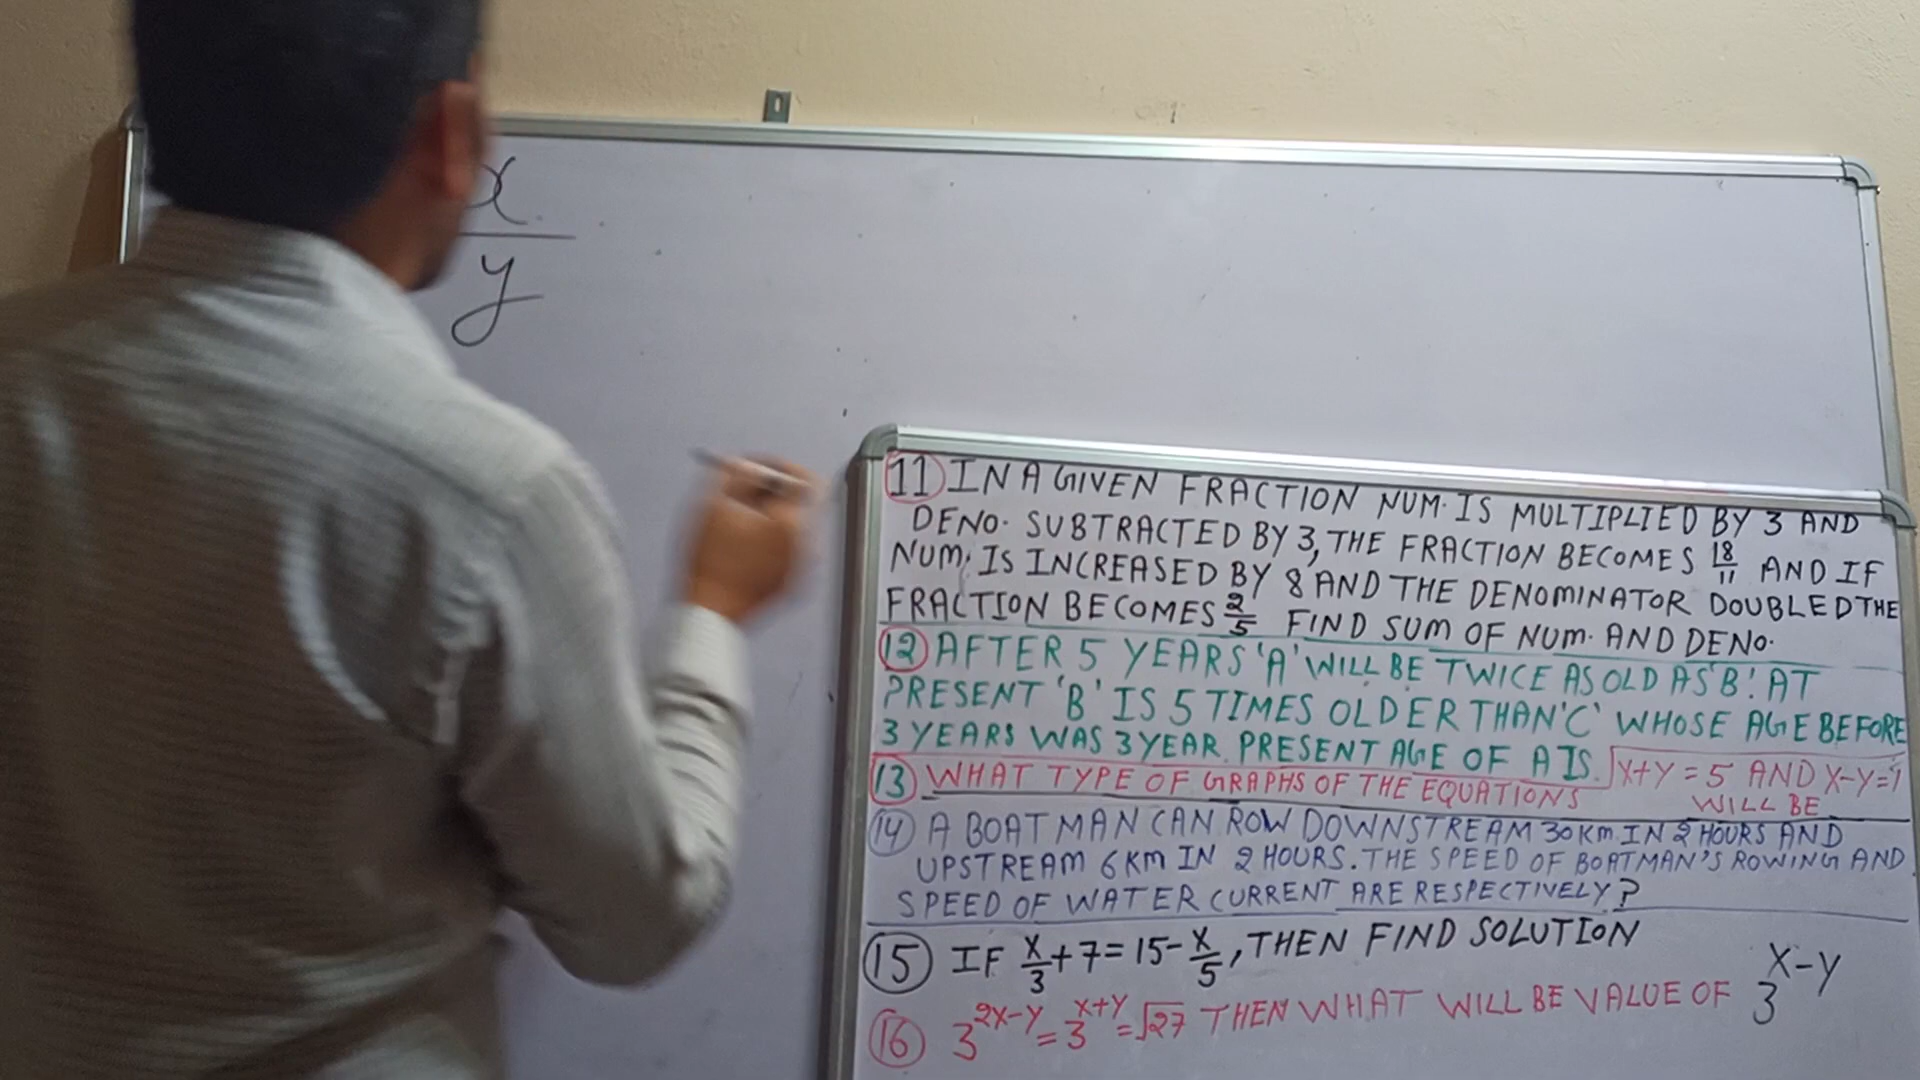 x
y
11 IN A GIVEN FRACTION NUM. IS MULTIPLIED BY 3 AND
DENO. SUBTRACTED BY 3, THE FRACTION BECOMES 18/11 AND IF
NUM. IS INCREASED BY 8 AND THE DENOMINATOR DOUBLED THE
FRACTION BECOMES 2/5 FIND SUM OF NUM. AND DENO.
12 AFTER 5 YEARS 'A' WILL BE TWICE AS OLD AS 'B'. AT
PRESENT 'B' IS 5 TIMES OLDER THAN 'C' WHOSE AGE BEFORE
3 YEARS WAS 3 YEAR. PRESENT AGE OF A IS.
13 WHAT TYPE OF GRAPHS OF THE EQUATIONS X+Y=5 AND X-Y=1
WILL BE
14 A BOATMAN CAN ROW DOWNSTREAM 30 KM. IN 2 HOURS AND
UPSTREAM 6 KM IN 2 HOURS. THE SPEED OF BOATMAN'S ROWING AND
SPEED OF WATER CURRENT ARE RESPECTIVELY?
15 IF x/3 + 7 = 15 - x/5, THEN FIND SOLUTION
16 3^(2X-Y) = 3^(X+Y) = √27 THEN WHAT WILL BE VALUE OF 3^(X-Y)